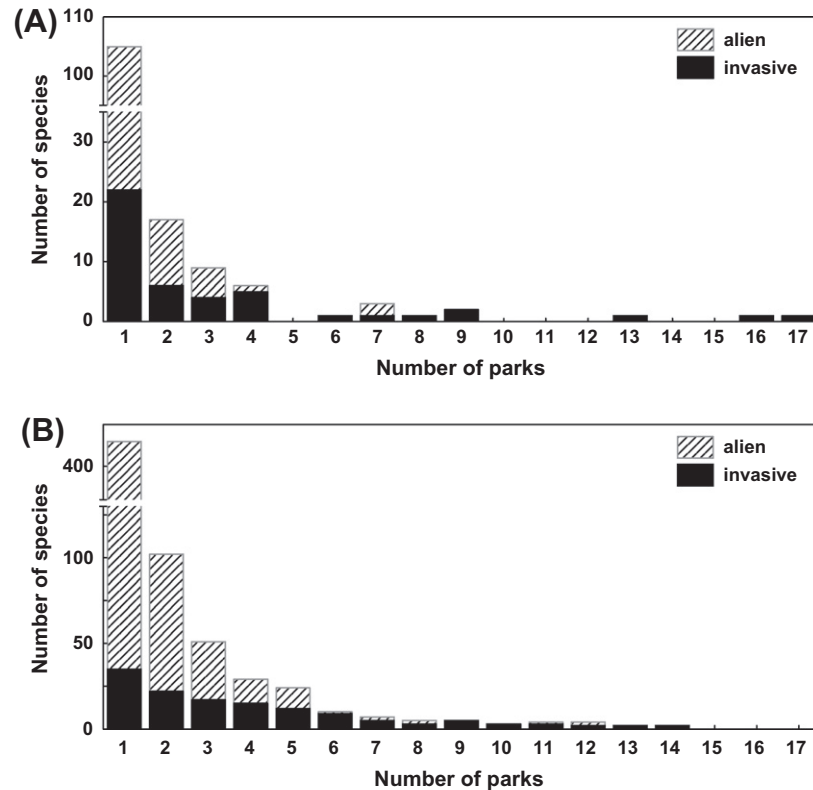 (A)
110
100
30
20
10
0
Number of species
alien
invasive
1 2 3 4 5 6 7 8 9 10 11 12 13 14 15 16 17
Number of parks
(B)
400
100
50
0
Number of species
alien
invasive
1 2 3 4 5 6 7 8 9 10 11 12 13 14 15 16 17
Number of parks